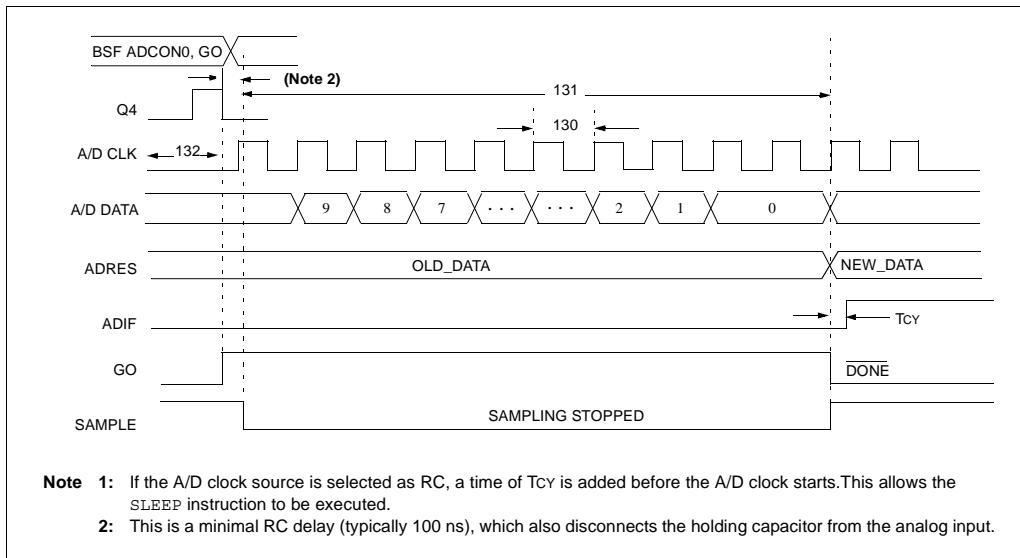 BSF ADCON0, GO
(Note 2)
131
Q4
130
A/D CLK
132
A/D DATA
9 8 7 · · · · · · 2 1 0
ADRES
OLD_DATA
NEW_DATA
ADIF
TCY
GO
DONE
SAMPLE
SAMPLING STOPPED
Note 1: If the A/D clock source is selected as RC, a time of TCY is added before the A/D clock starts.This allows the
SLEEP instruction to be executed.
2: This is a minimal RC delay (typically 100 ns), which also disconnects the holding capacitor from the analog input.